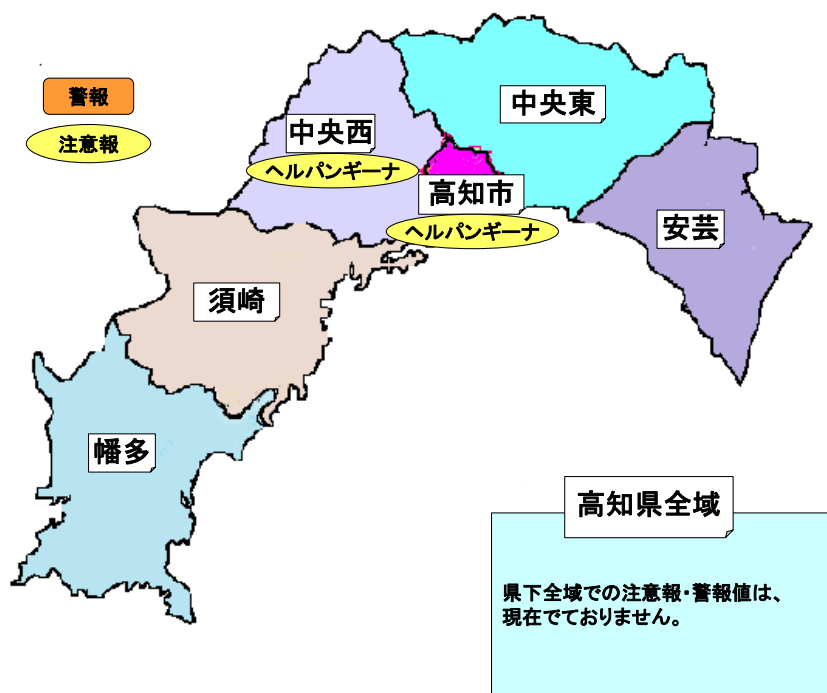 警報
注意報
中央東
中央西
ヘルパンギーナ
高知市
ヘルパンギーナ
安芸
須崎
幡多
高知県全域
県下全域での注意報・警報値は、
現在でておりません。